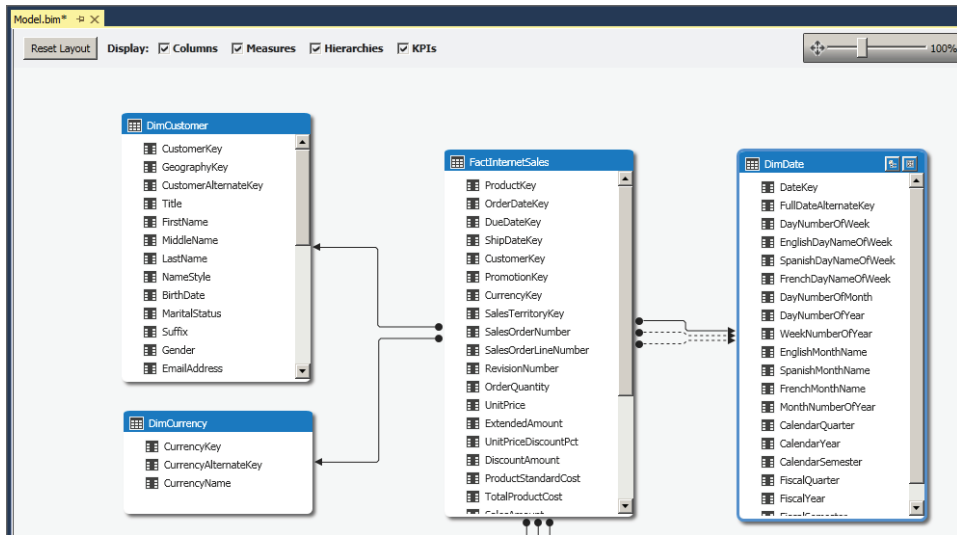 Model.bim*
Reset Layout Display: Columns Measures Hierarchies KPIs
100%
DimCustomer
CustomerKey
GeographyKey
CustomerAlternateKey
Title
FirstName
MiddleName
LastName
NameStyle
BirthDate
MaritalStatus
Suffix
Gender
EmailAddress
DimCurrency
CurrencyKey
CurrencyAlternateKey
CurrencyName
FactInternetSales
ProductKey
OrderDateKey
DueDateKey
ShipDateKey
CustomerKey
PromotionKey
CurrencyKey
SalesTerritoryKey
SalesOrderNumber
SalesOrderLineNumber
RevisionNumber
OrderQuantity
UnitPrice
ExtendedAmount
UnitPriceDiscountPct
DiscountAmount
ProductStandardCost
TotalProductCost
SalesAmount
DimDate
DateKey
FullDateAlternateKey
DayNumberOfWeek
EnglishDayNameOfWeek
SpanishDayNameOfWeek
FrenchDayNameOfWeek
DayNumberOfMonth
DayNumberOfYear
WeekNumberOfYear
EnglishMonthName
SpanishMonthName
FrenchMonthName
MonthNumberOfYear
CalendarQuarter
CalendarYear
CalendarSemester
FiscalQuarter
FiscalYear
FiscalSemester